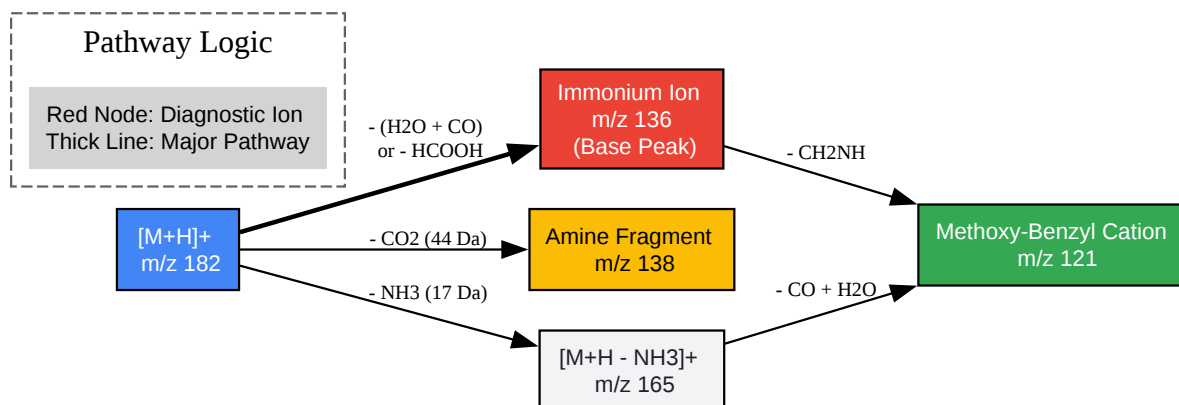 Pathway Logic
Red Node: Diagnostic Ion
Thick Line: Major Pathway
- (H2O + CO)
or - HCOOH
Immonium Ion
m/z 136
(Base Peak)
- CH2NH
[M+H]+
m/z 182
- CO2 (44 Da)
Amine Fragment
m/z 138
Methoxy-Benzyl Cation
m/z 121
- NH3 (17 Da)
- CO + H2O
[M+H - NH3]+
m/z 165